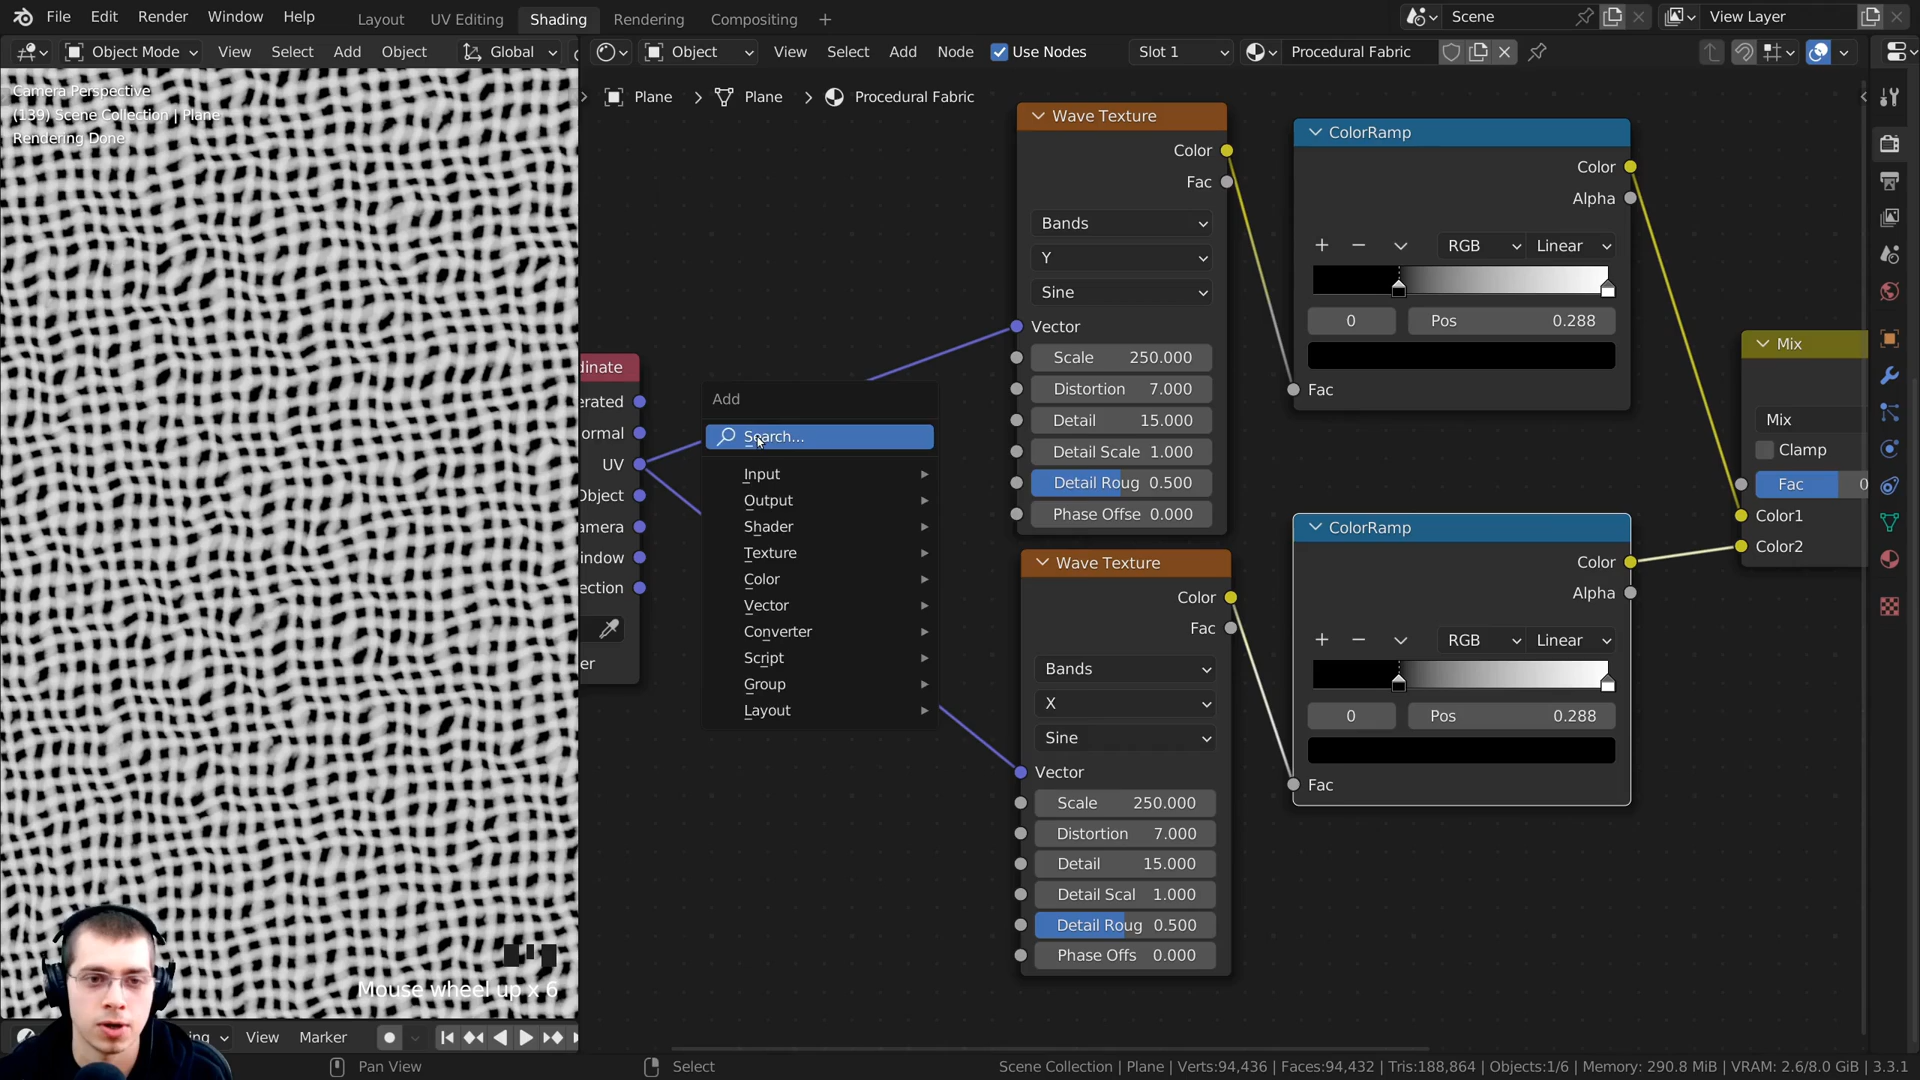 File Edit Render Window Help Layout UV Editing Shading Rendering Compositing + Scene View Layer
Object Mode View Select Add Object Global Object View Select Add Node Use Nodes Slot 1 Procedural Fabric
Camera Perspective
(139) Scene Collection | Plane
Rendering Done
Plane Plane Procedural Fabric
dinate
erated
ormal
UV
Object
amera
indow
ection
er
Add
Search...
Input
Output
Shader
Texture
Color
Vector
Converter
Script
Group
Layout
Wave Texture
Color
Fac
Bands
Y
Sine
Vector
Scale 250.000
Distortion 7.000
Detail 15.000
Detail Scale 1.000
Detail Roug 0.500
Phase Offse 0.000
Wave Texture
Color
Fac
Bands
X
Sine
Vector
Scale 250.000
Distortion 7.000
Detail 15.000
Detail Scal 1.000
Detail Roug 0.500
Phase Offs 0.000
ColorRamp
Color
Alpha
RGB Linear
0 Pos 0.288
Fac
ColorRamp
Color
Alpha
RGB Linear
0 Pos 0.288
Fac
Mix
Mix
Clamp
Fac 0
Color1
Color2
Mouse wheel up x 6
ng View Marker
Pan View Select Scene Collection | Plane | Verts:94,436 | Faces:94,432 | Tris:188,864 | Objects:1/6 | Memory: 290.8 MiB | VRAM: 2.6/8.0 GiB | 3.3.1